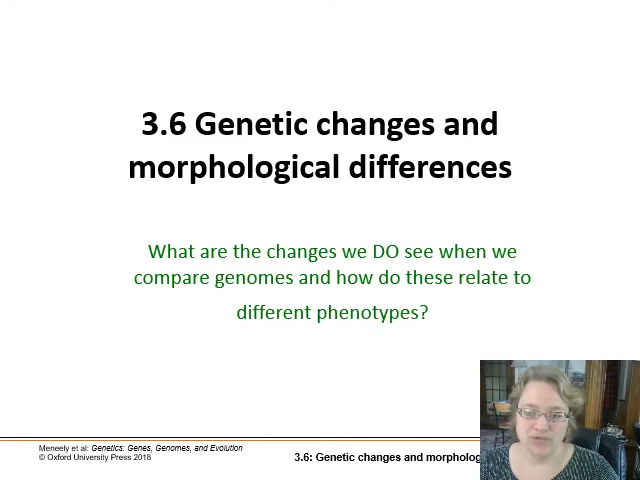 3.6 Genetic changes and
morphological differences
What are the changes we DO see when we
compare genomes and how do these relate to
different phenotypes?
Meneely et al: Genetics: Genes, Genomes, and Evolution
© Oxford University Press 2018
3.6: Genetic changes and morpholog